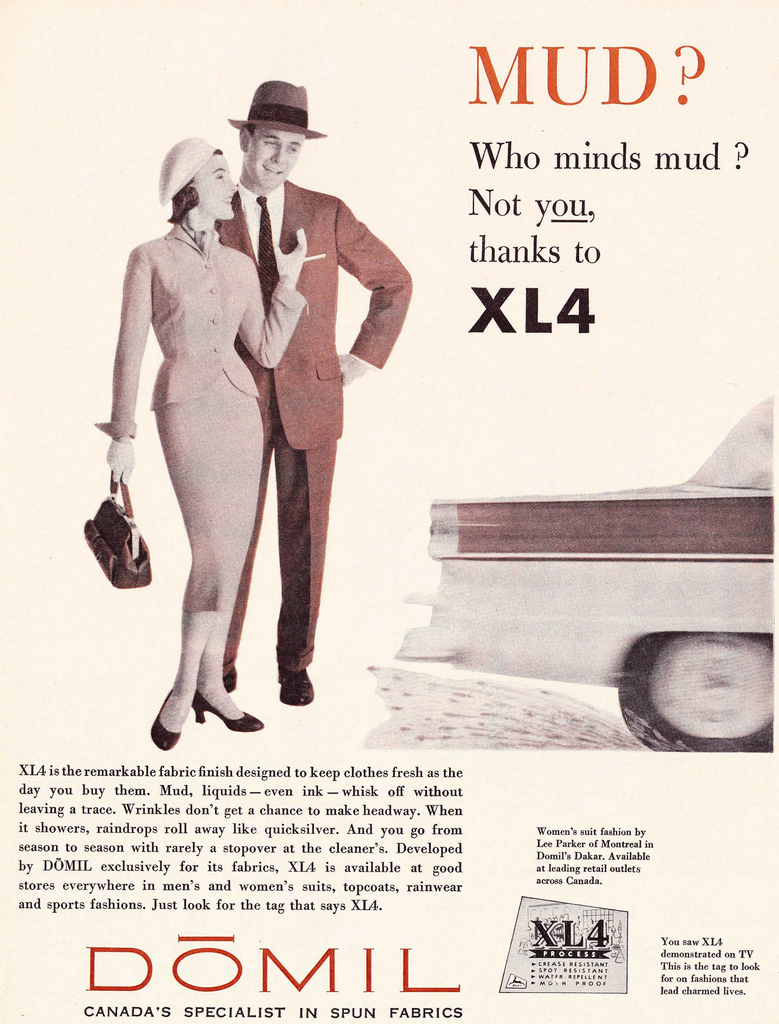 MUD?
Who minds mud ?
Not you,
thanks to
XL4
XL4 is the remarkable fabric finish designed to keep clothes fresh as the
day you buy them. Mud, liquids — even ink — whisk off without
leaving a trace. Wrinkles don't get a chance to make headway. When
it showers, raindrops roll away like quicksilver. And you go from
season to season with rarely a stopover at the cleaner's. Developed
by DŌMIL exclusively for its fabrics, XL4 is available at good
stores everywhere in men's and women's suits, topcoats, rainwear
and sports fashions. Just look for the tag that says XL4.
Women's suit fashion by
Lee Parker of Montreal in
Domil's Dakar. Available
at leading retail outlets
across Canada.
XL4
PROCESS
CREASE RESISTANT
SPOT RESISTANT
WATER REPELLENT
MOTH PROOF
You saw XL4
demonstrated on TV
This is the tag to look
for on fashions that
lead charmed lives.
DŌMIL
CANADA'S SPECIALIST IN SPUN FABRICS